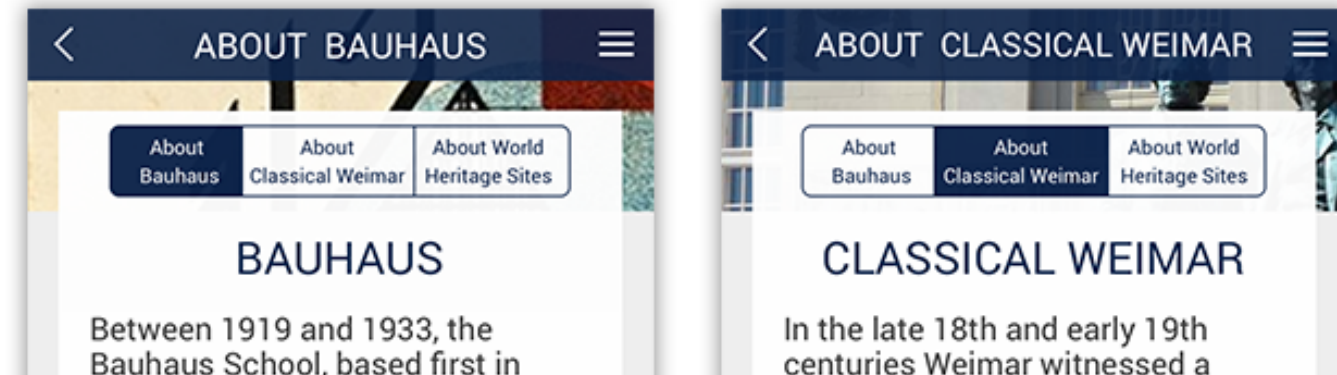 ABOUT BAUHAUS
About
Bauhaus
About
Classical Weimar
About World
Heritage Sites
BAUHAUS
Between 1919 and 1933, the
Bauhaus School, based first in
ABOUT CLASSICAL WEIMAR
About
Bauhaus
About
Classical Weimar
About World
Heritage Sites
CLASSICAL WEIMAR
In the late 18th and early 19th
centuries Weimar witnessed a